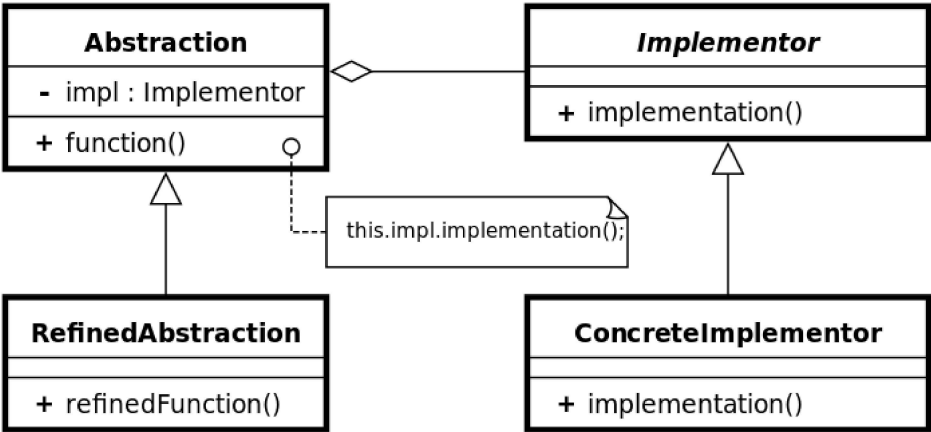 Abstraction
- impl : Implementor
+ function()
Implementor
+ implementation()
this.impl.implementation();
RefinedAbstraction
+ refinedFunction()
ConcreteImplementor
+ implementation()